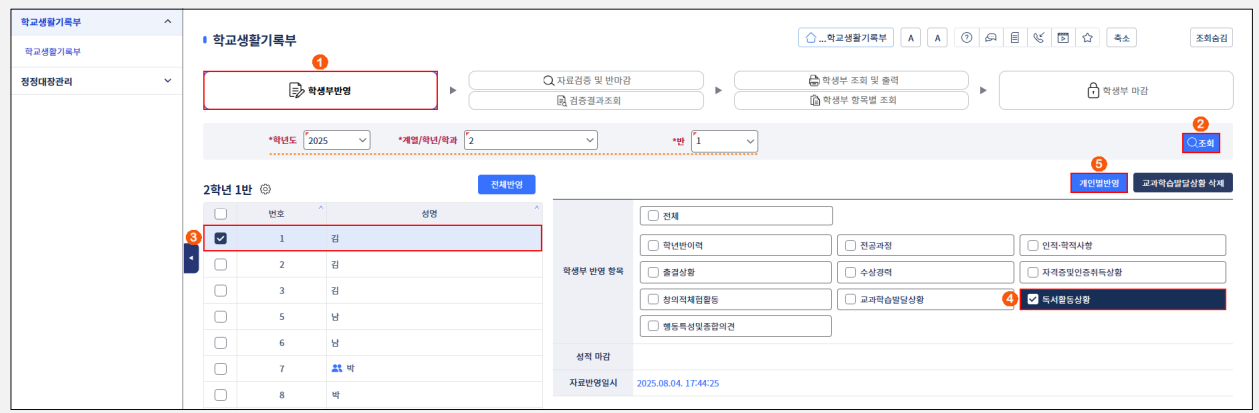 학교생활기록부
학교생활기록부
정정대장관리
학교생활기록부
...학교생활기록부 A A 축소 조회숨김
1
학생부반영
자료검증 및 반마감
검증결과조회
학생부 조회 및 출력
학생부 항목별 조회
학생부 마감
2
*학년도 2025 *계열/학년/학과 2 *반 1 조회
5
2학년 1반 전체반영 개인별반영 교과학습발달상황 삭제
번호 성명
3 1 김
2 김
3 김
5 남
6 남
7 박
8 박
학생부 반영 항목
전체
학년반이력 전공과정 인적·학적사항
출결상황 수상경력 자격증및인증취득상황
창의적체험활동 교과학습발달상황 4 독서활동상황
행동특성및종합의견
성적 마감
자료반영일시 2025.08.04. 17:44:25